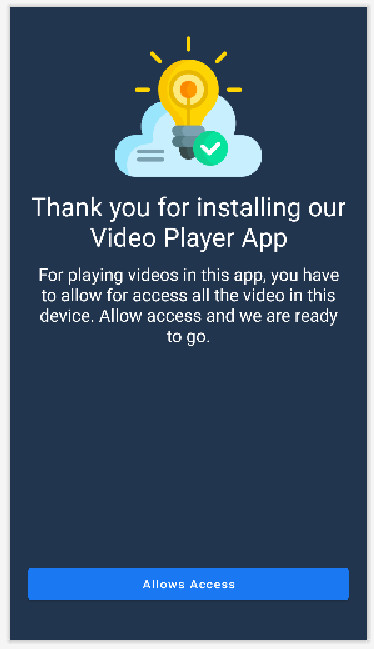 Thank you for installing our
Video Player App
For playing videos in this app, you have
to allow for access all the video in this
device. Allow access and we are ready
to go.
Allows Access